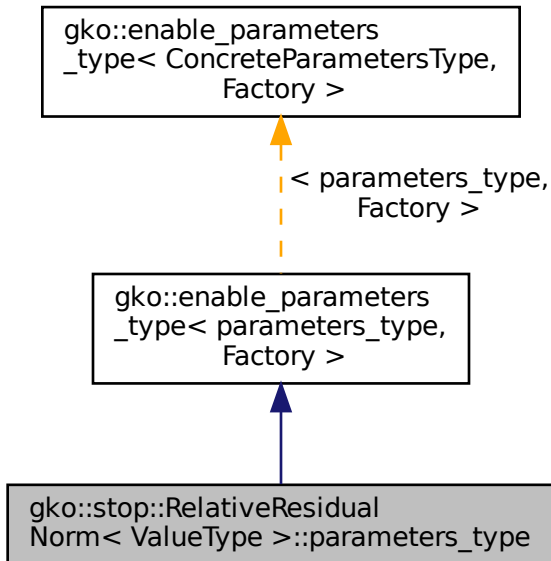 gko::enable_parameters
_type< ConcreteParametersType,
Factory >
< parameters_type,
Factory >
gko::enable_parameters
_type< parameters_type,
Factory >
gko::stop::RelativeResidual
Norm< ValueType >::parameters_type